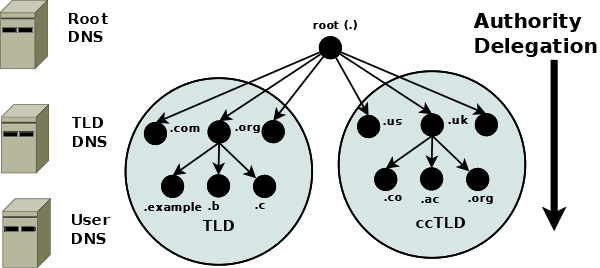 Root
DNS
root (.)
Authority
Delegation
TLD
DNS
.com
.org
.us
.uk
.example
.b
.c
.co
.ac
.org
User
DNS
TLD
ccTLD